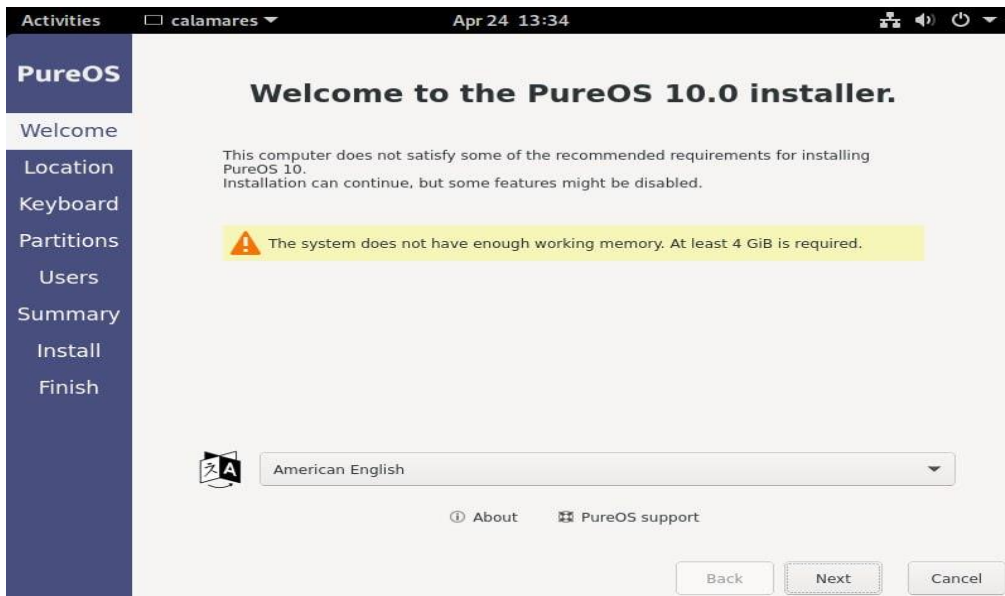 Activities calamares Apr 24 13:34
PureOS
Welcome
Location
Keyboard
Partitions
Users
Summary
Install
Finish
Welcome to the PureOS 10.0 installer.
This computer does not satisfy some of the recommended requirements for installing
PureOS 10.
Installation can continue, but some features might be disabled.
The system does not have enough working memory. At least 4 GiB is required.
American English
About PureOS support
Back Next Cancel